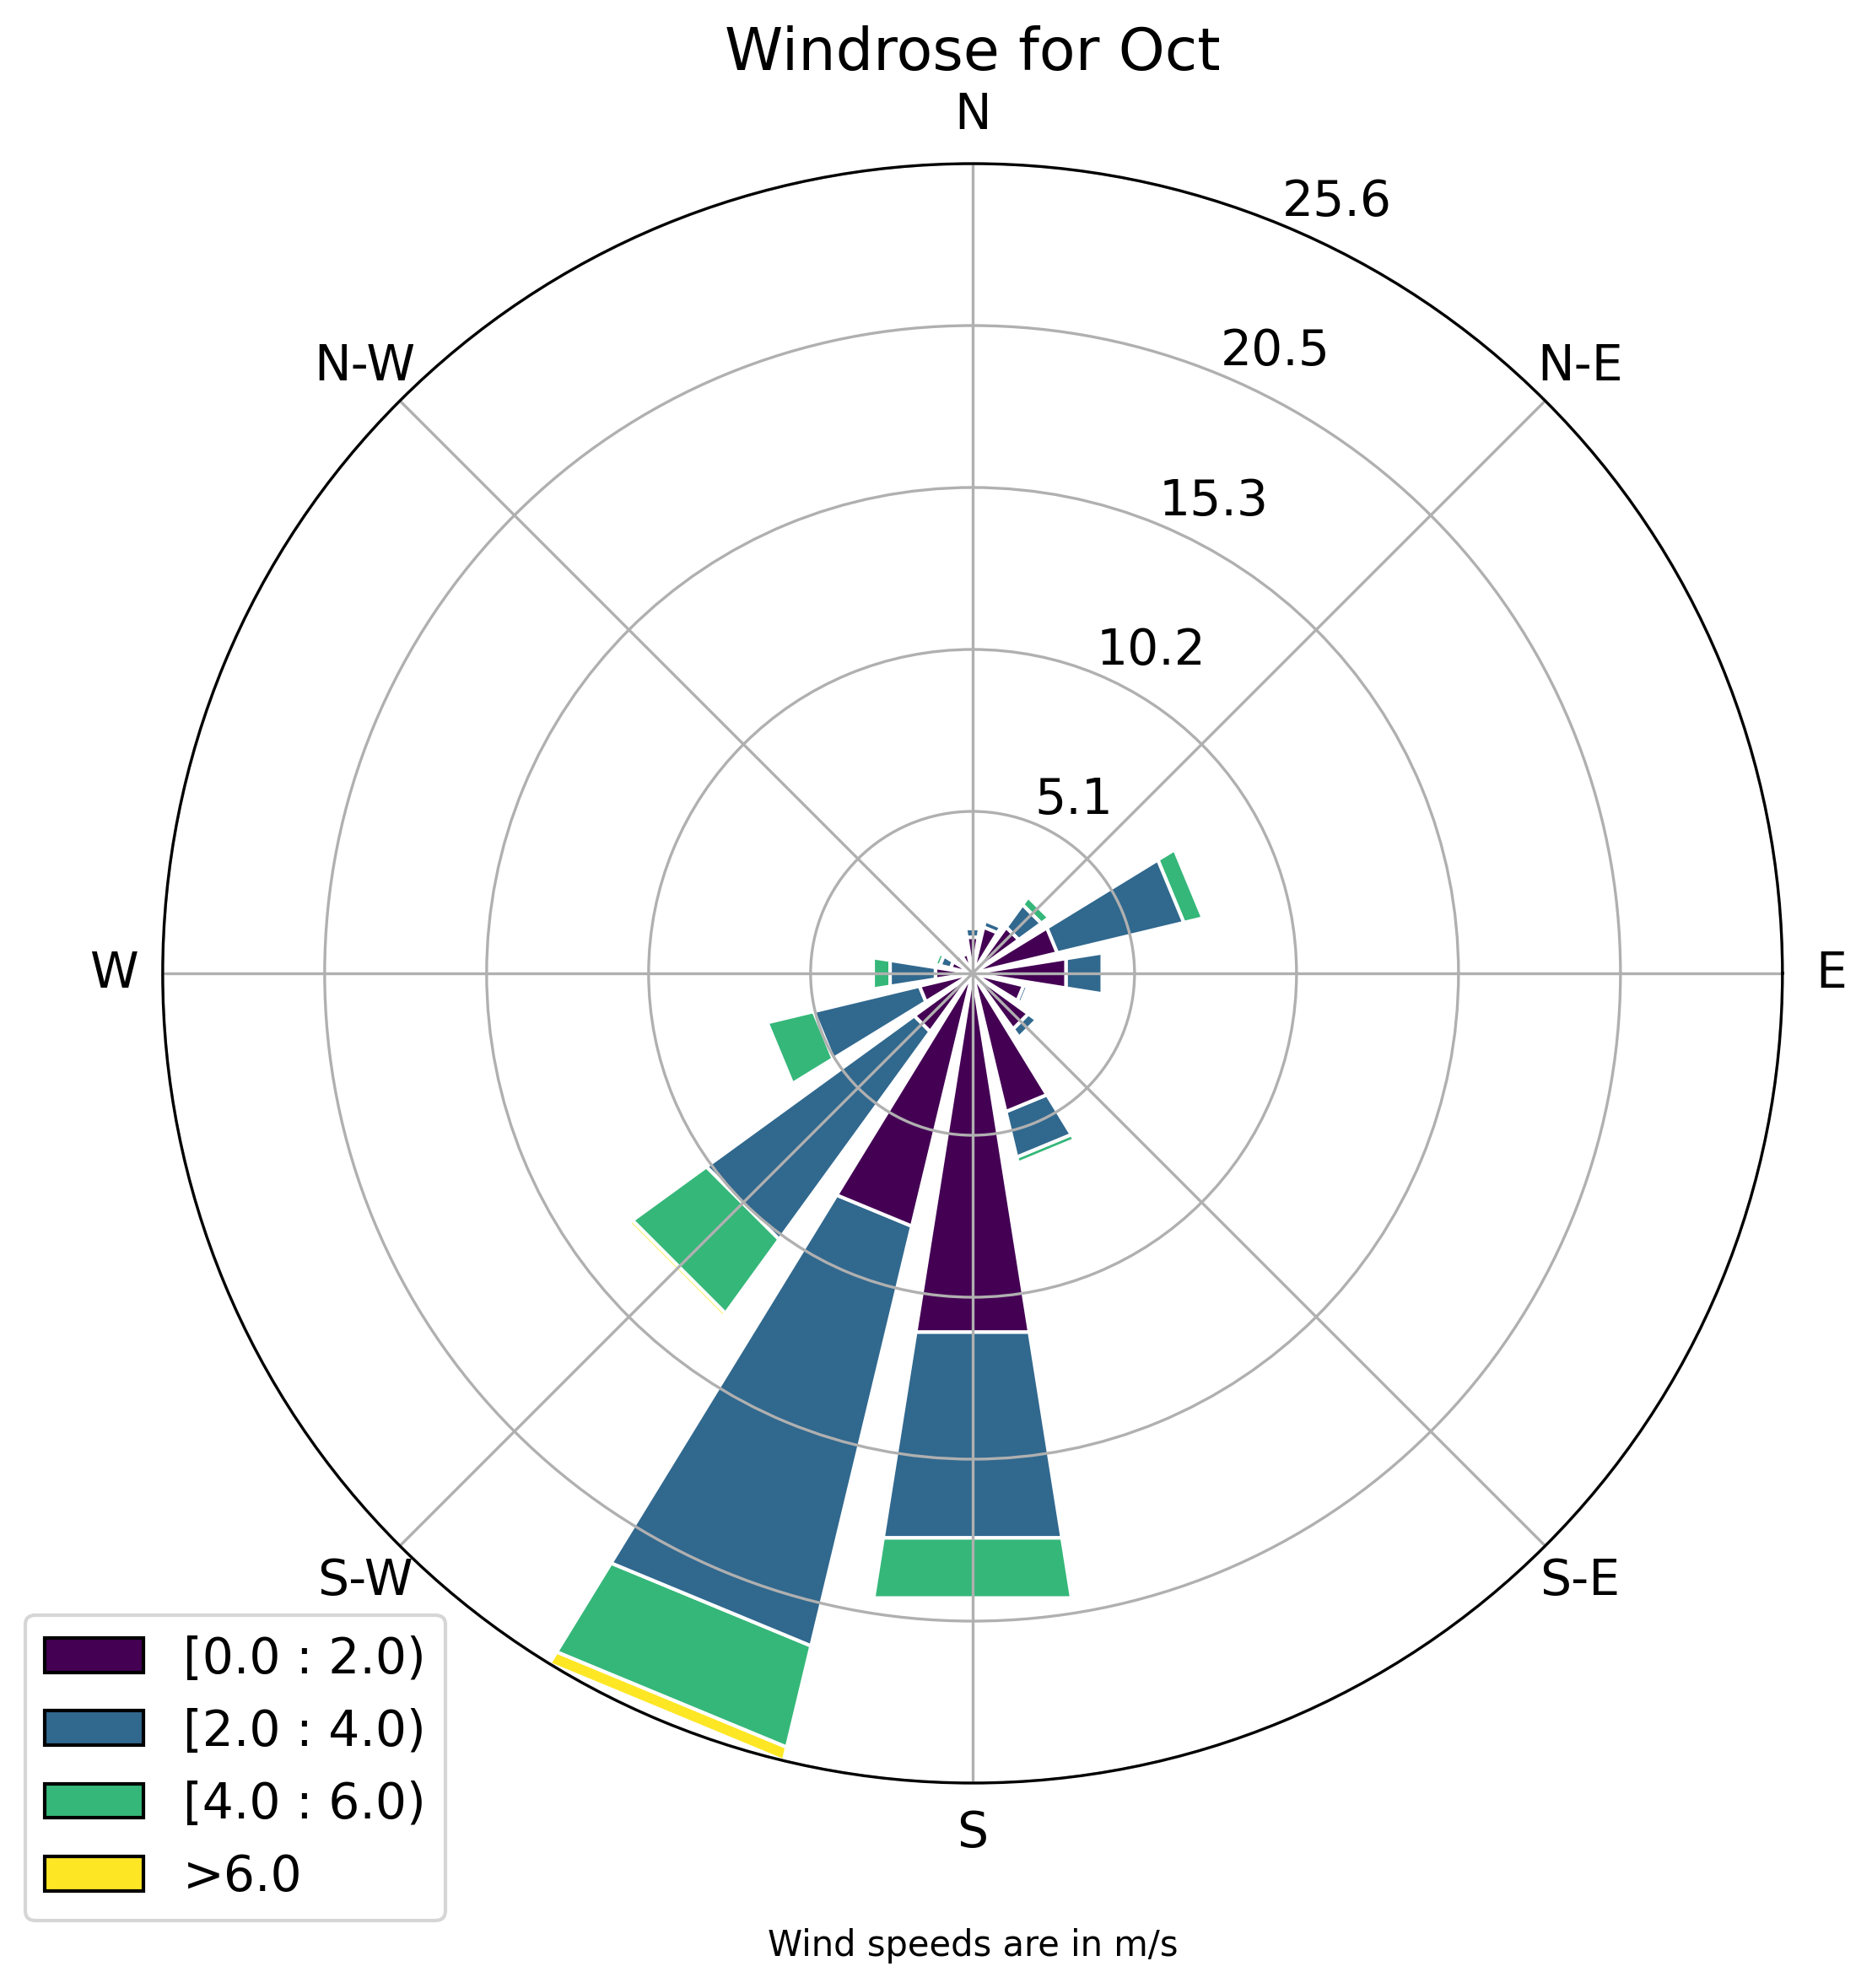 Windrose for Oct
N
25.6
N-W
20.5
N-E
15.3
10.2
5.1
W
E
S-W
S-E
[0.0 : 2.0)
[2.0 : 4.0)
[4.0 : 6.0)
>6.0
S
Wind speeds are in m/s